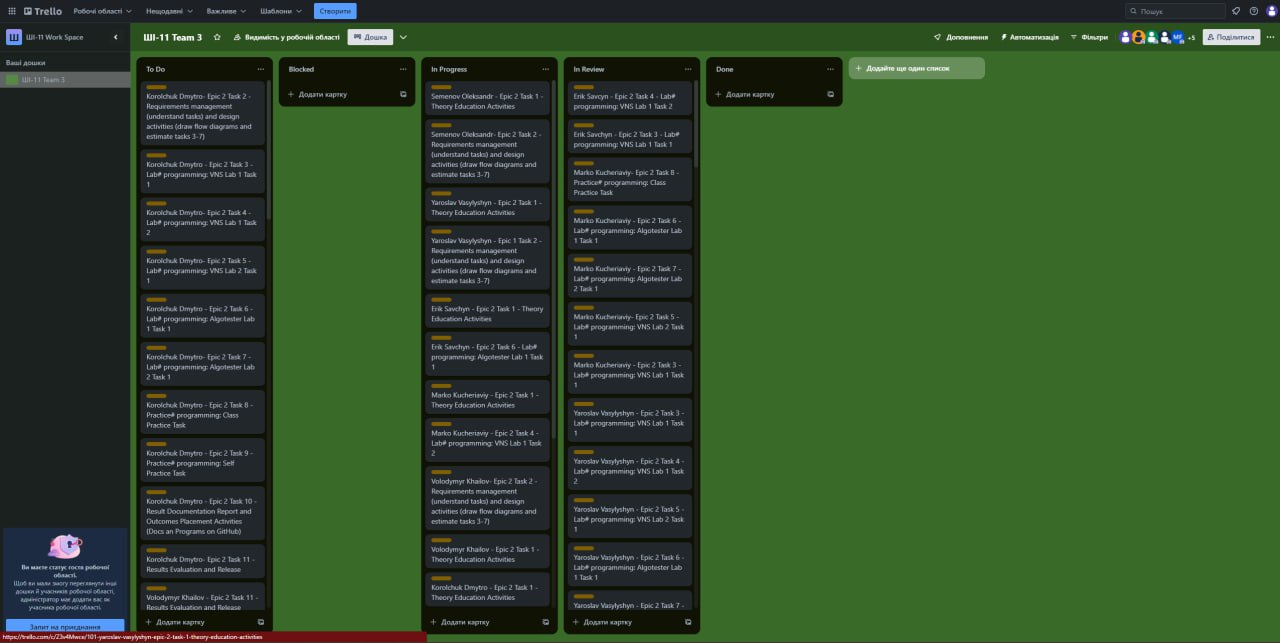 Trello
Робочі області
Нещодавні
Важливе
Шаблони
Створити
Пошук
Ш
ШІ-11 Work Space
ШІ-11 Team 3
Видимість у робочій області
Дошка
Доповнення
Автоматизація
Фільтри
+5
Поділитися
Ваші дошки
ШІ-11 Team 3
To Do
Korolchuk Dmytro- Epic 2 Task 2 -
Requirements management
(understand tasks) and design
activities (draw flow diagrams and
estimate tasks 3-7)
Korolchuk Dmytro - Epic 2 Task 3 -
Lab# programming: VNS Lab 1 Task
1
Korolchuk Dmytro- Epic 2 Task 4 -
Lab# programming: VNS Lab 1 Task
2
Korolchuk Dmytro- Epic 2 Task 5 -
Lab# programming: VNS Lab 2 Task
1
Korolchuk Dmytro - Epic 2 Task 6 -
Lab# programming: Algotester Lab
1 Task 1
Korolchuk Dmytro- Epic 2 Task 7 -
Lab# programming: Algotester Lab
2 Task 1
Korolchuk Dmytro - Epic 2 Task 8 -
Practice# programming: Class
Practice Task
Korolchuk Dmytro - Epic 2 Task 9 -
Practice# programming: Self
Practice Task
Korolchuk Dmytro - Epic 2 Task 10 -
Result Documentation Report and
Outcomes Placement Activities
(Docs an Programs on GitHub)
Korolchuk Dmytro- Epic 2 Task 11 -
Results Evaluation and Release
Volodymyr Khailov - Epic 2 Task 11 -
Results Evaluation and Release
Додати картку
Blocked
Додати картку
In Progress
Semenov Oleksandr- Epic 2 Task 1 -
Theory Education Activities
Semenov Oleksandr- Epic 2 Task 2 -
Requirements management
(understand tasks) and design
activities (draw flow diagrams and
estimate tasks 3-7)
Yaroslav Vasylyshyn - Epic 2 Task 1 -
Theory Education Activities
Yaroslav Vasylyshyn - Epic 1 Task 2 -
Requirements management
(understand tasks) and design
activities (draw flow diagrams and
estimate tasks 3-7)
Erik Savchyn - Epic 2 Task 1 - Theory
Education Activities
Erik Savchyn - Epic 2 Task 6 - Lab#
programming: Algotester Lab 1 Task
1
Marko Kucheriaviy - Epic 2 Task 1 -
Theory Education Activities
Marko Kucheriaviy - Epic 2 Task 4 -
Lab# programming: VNS Lab 1 Task
2
Volodymyr Khailov- Epic 2 Task 2 -
Requirements management
(understand tasks) and design
activities (draw flow diagrams and
estimate tasks 3-7)
Volodymyr Khailov - Epic 2 Task 1 -
Theory Education Activities
Korolchuk Dmytro - Epic 2 Task 1 -
Theory Education Activities
Додати картку
In Review
Erik Savcyn - Epic 2 Task 4 - Lab#
programming: VNS Lab 1 Task 2
Erik Savchyn - Epic 2 Task 3 - Lab#
programming: VNS Lab 1 Task 1
Marko Kucheriaviy- Epic 2 Task 8 -
Practice# programming: Class
Practice Task
Marko Kucheriaviy - Epic 2 Task 6 -
Lab# programming: Algotester Lab
1 Task 1
Marko Kucheriaviy - Epic 2 Task 7 -
Lab# programming: Algotester Lab
2 Task 1
Marko Kucheriaviy- Epic 2 Task 5 -
Lab# programming: VNS Lab 2 Task
1
Marko Kucheriaviy - Epic 2 Task 3 -
Lab# programming: VNS Lab 1 Task
1
Yaroslav Vasylyshyn - Epic 2 Task 3 -
Lab# programming: VNS Lab 1 Task
1
Yaroslav Vasylyshyn - Epic 2 Task 4 -
Lab# programming: VNS Lab 1 Task
2
Yaroslav Vasylyshyn - Epic 2 Task 5 -
Lab# programming: VNS Lab 2 Task
1
Yaroslav Vasylyshyn - Epic 2 Task 6 -
Lab# programming: Algotester Lab
1 Task 1
Yaroslav Vasylyshyn - Epic 2 Task 7 -
Додати картку
Done
Додати картку
Додайте ще один список
Ви маєте статус гостя робочої
області.
Щоб ви мали змогу переглянути інші
дошки й учасників робочої області,
адміністратор має додати вас як
учасника робочої області.
Запит на приєднання
https://trello.com/c/Z3v4Mwce/101-yaroslav-vasylyshyn-epic-2-task-1-theory-education-activities